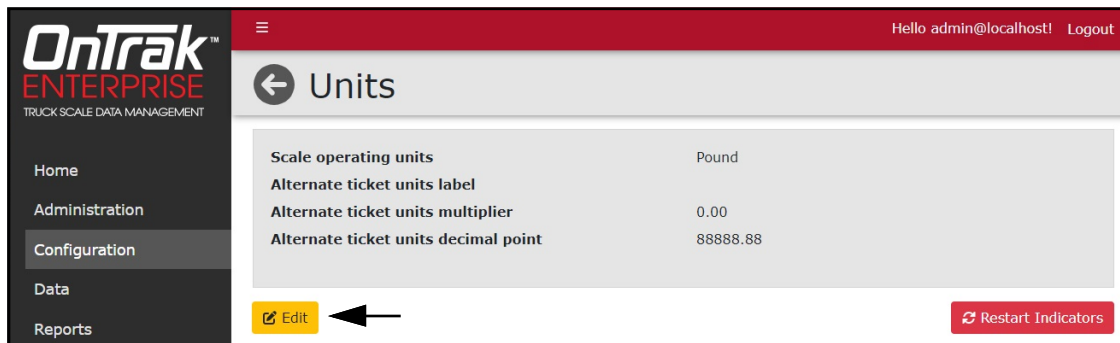 OnTrak™
ENTERPRISE
TRUCK SCALE DATA MANAGEMENT
Home
Administration
Configuration
Data
Reports
Hello admin@localhost! Logout
Units
Scale operating units Pound
Alternate ticket units label
Alternate ticket units multiplier 0.00
Alternate ticket units decimal point 88888.88
Edit
Restart Indicators